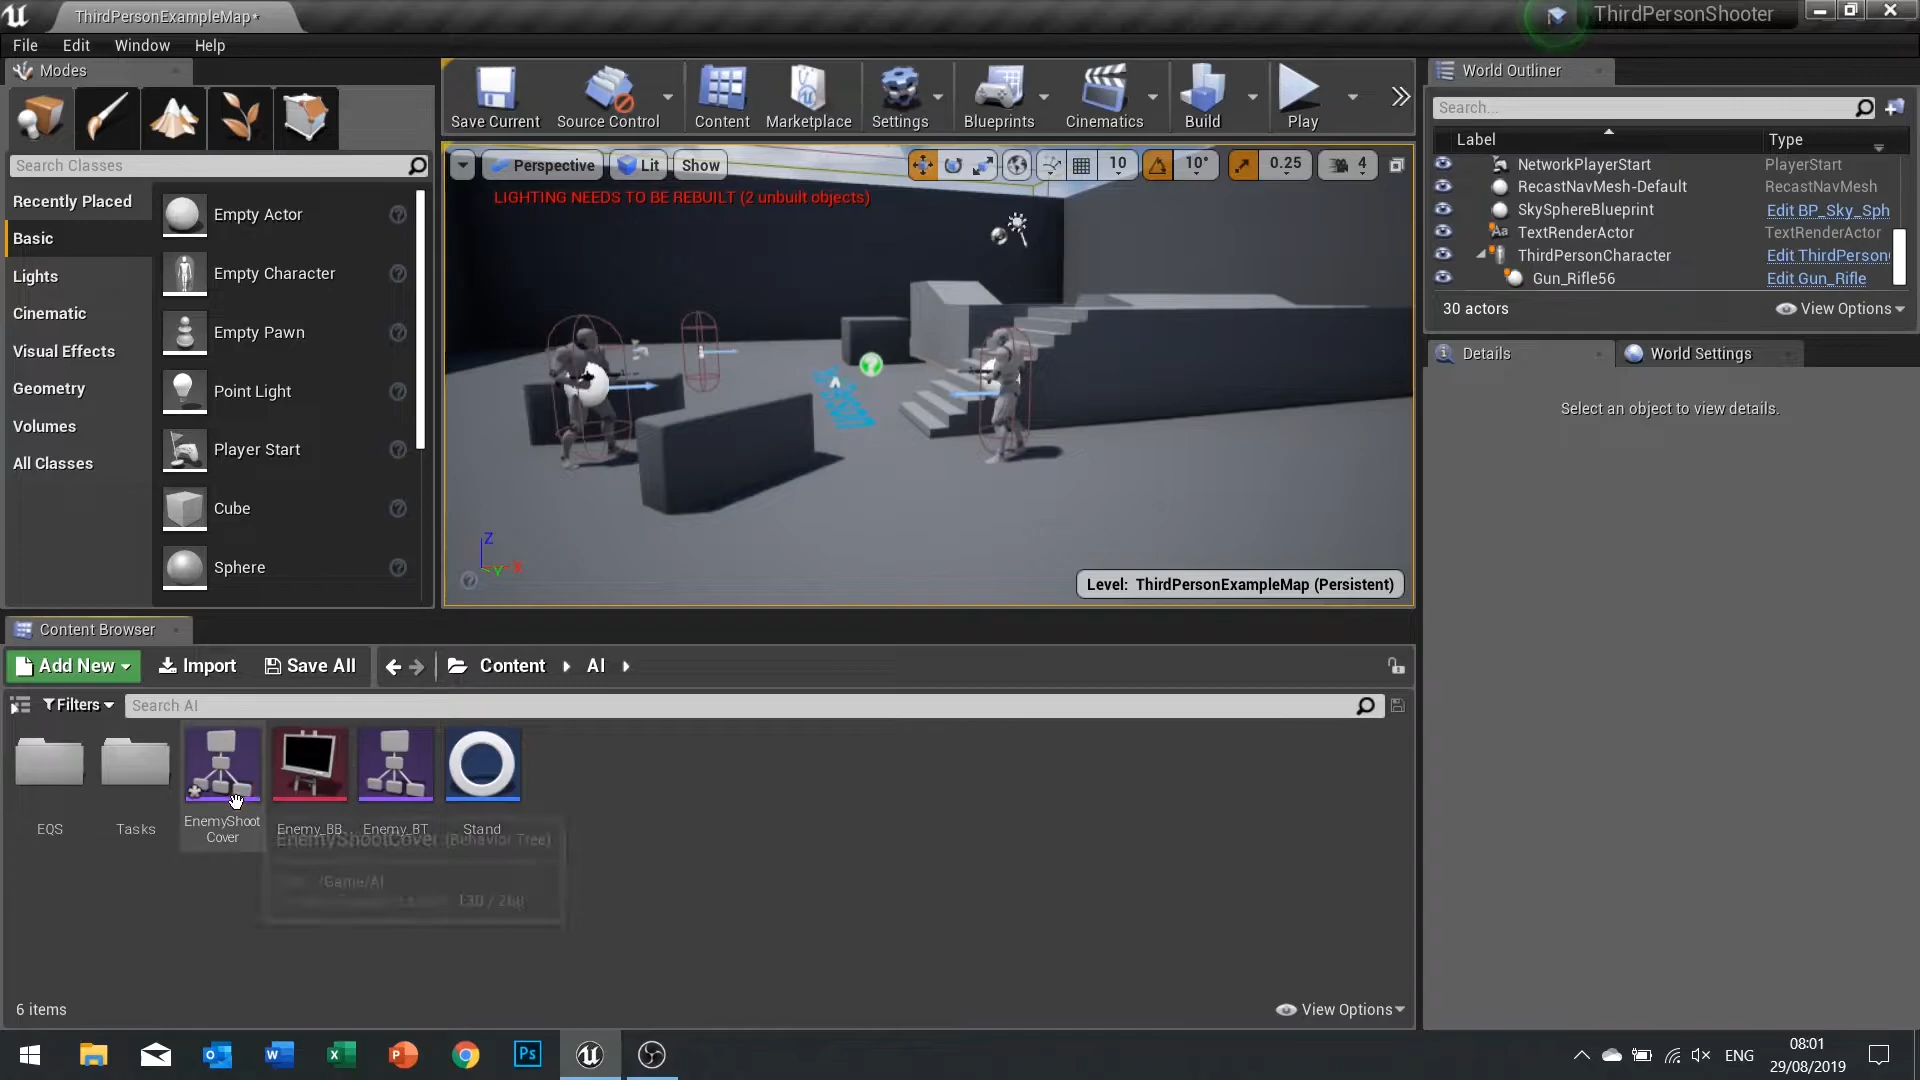 ThirdPersonExampleMap*
ThirdPersonShooter
File Edit Window Help
Modes
Search Classes
Recently Placed
Basic
Lights
Cinematic
Visual Effects
Geometry
Volumes
All Classes
Empty Actor
Empty Character
Empty Pawn
Point Light
Player Start
Cube
Sphere
Save Current Source Control Content Marketplace Settings Blueprints Cinematics Build Play
Perspective Lit Show 10 10° 0.25 4
LIGHTING NEEDS TO BE REBUILT (2 unbuilt objects)
Z
Y X
Level: ThirdPersonExampleMap (Persistent)
World Outliner
Search...
Label Type
NetworkPlayerStart PlayerStart
RecastNavMesh-Default RecastNavMesh
SkySphereBlueprint Edit BP_Sky_Sph
TextRenderActor TextRenderActor
ThirdPersonCharacter Edit ThirdPerson
Gun_Rifle56 Edit Gun_Rifle
30 actors View Options
Details World Settings
Select an object to view details.
Content Browser
Add New Import Save All Content AI
Filters Search AI
EQS
Tasks
EnemyShoot
Cover
Enemy_BB
Enemy_BT
Stand
EnemyShootCover (Behavior Tree)
/Game/AI
6 items View Options
ENG
08:01
29/08/2019